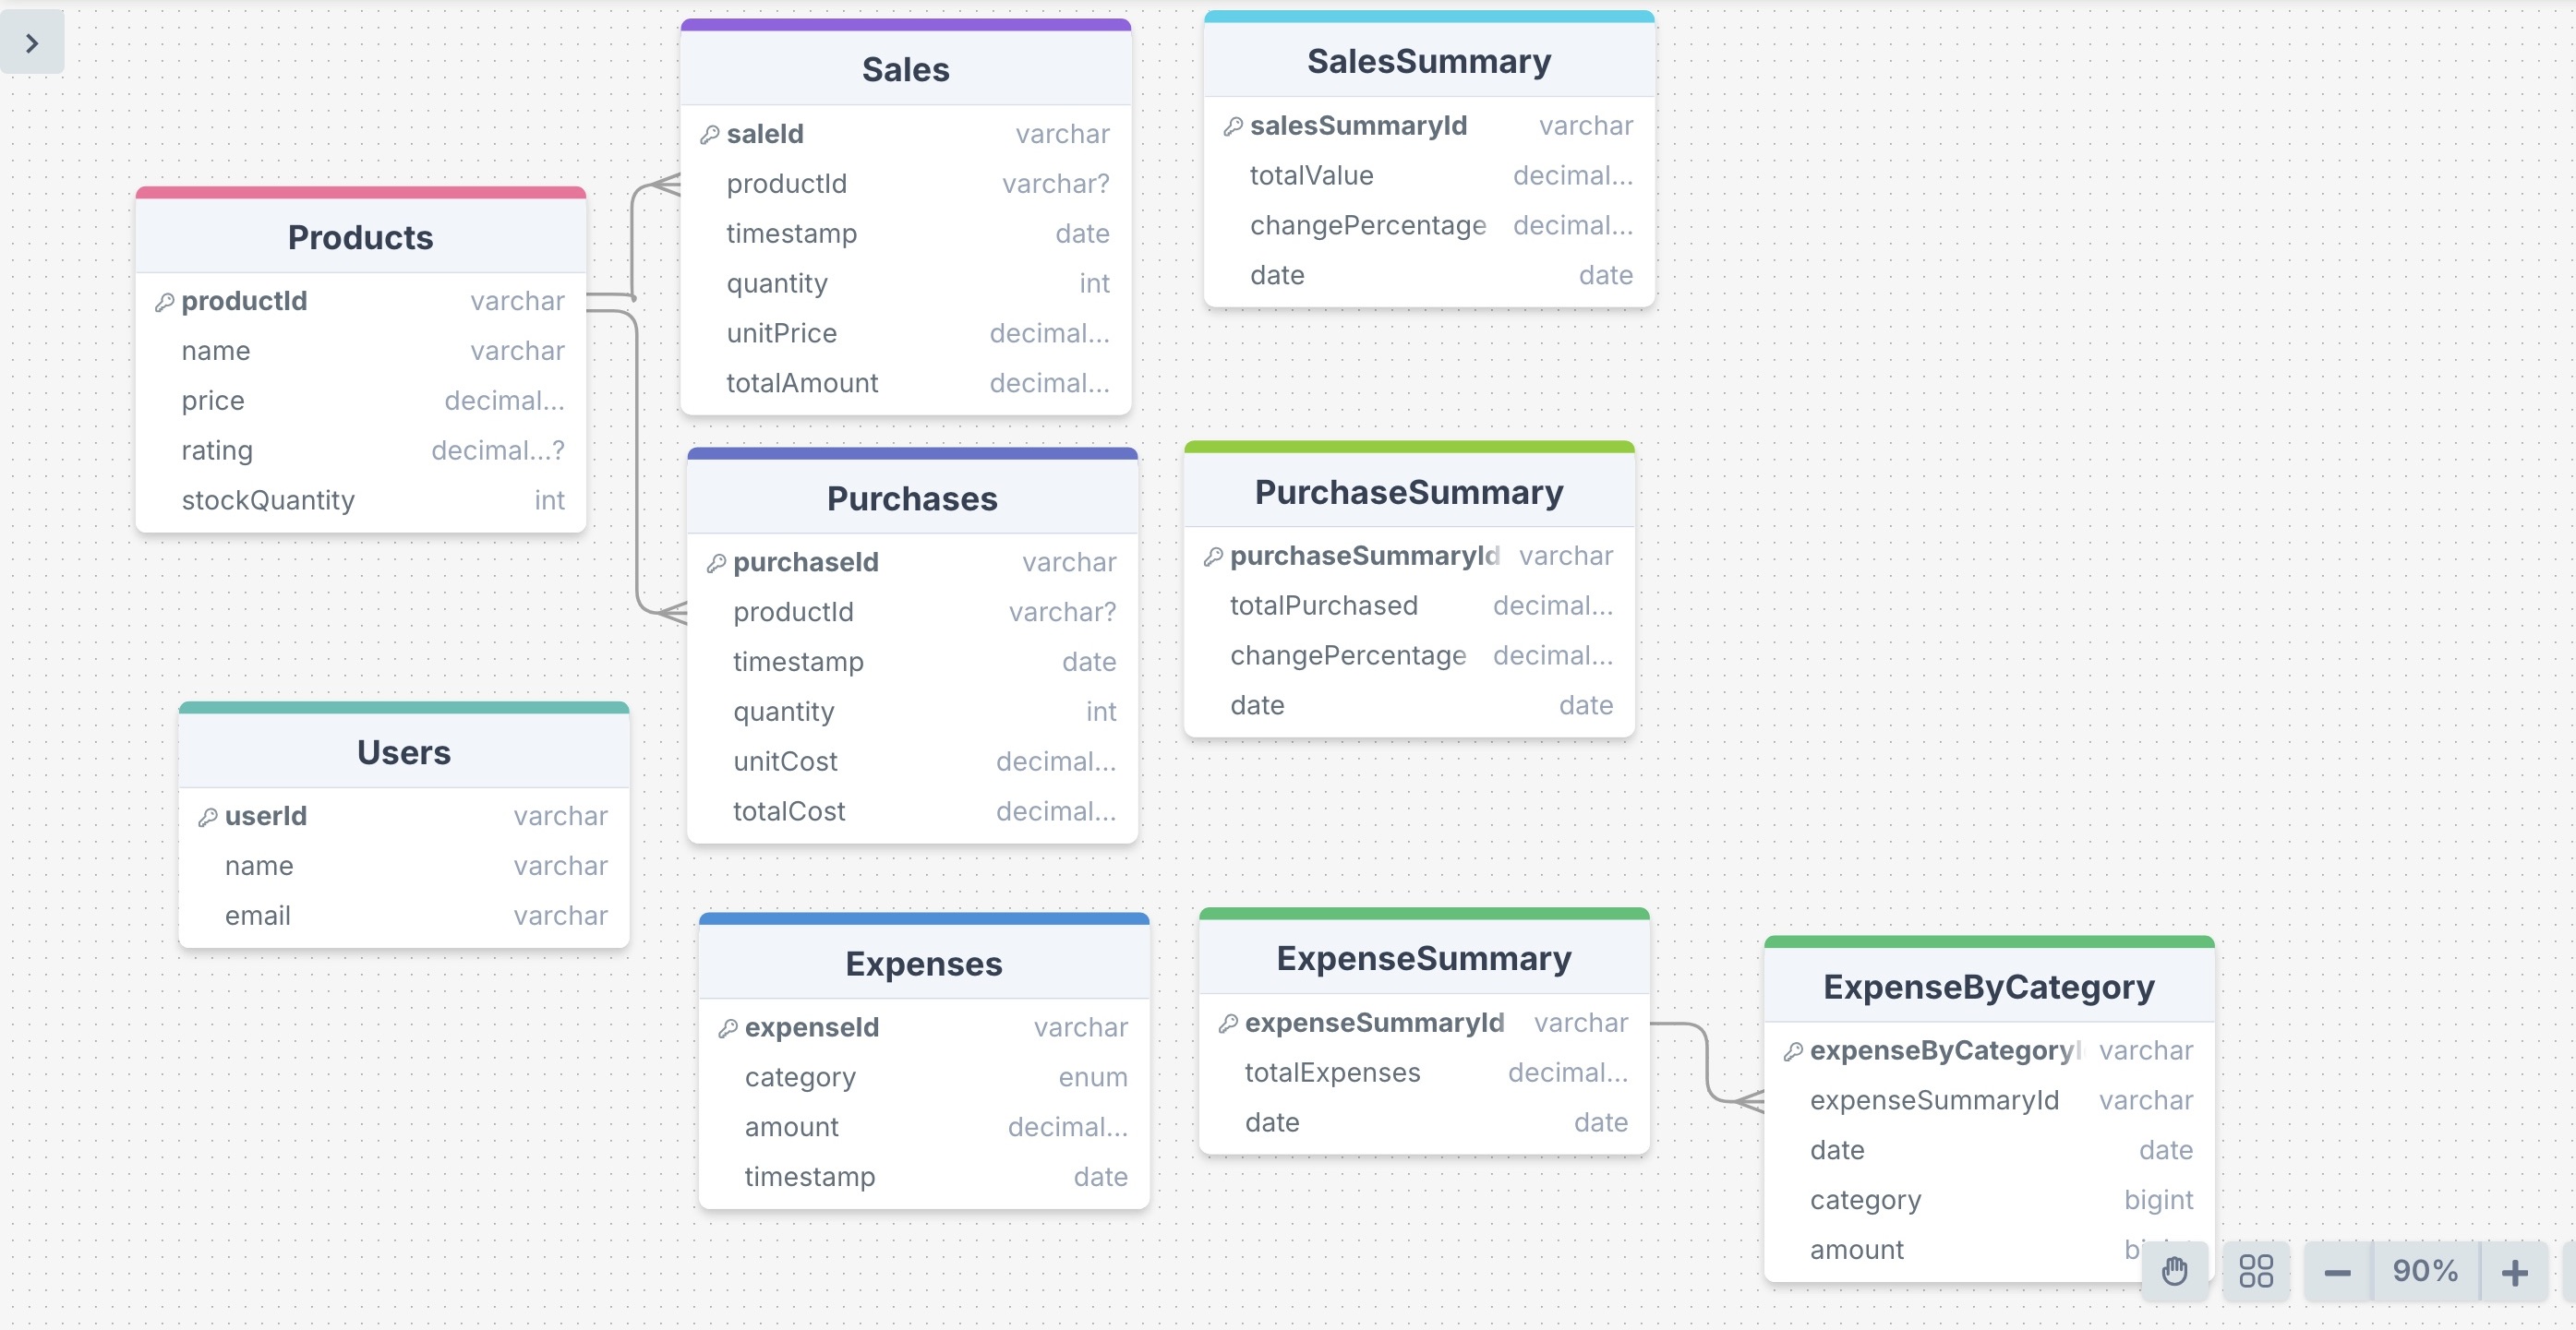 Products
productId varchar
name varchar
price decimal...
rating decimal...?
stockQuantity int
Users
userId varchar
name varchar
email varchar
Sales
saleId varchar
productId varchar?
timestamp date
quantity int
unitPrice decimal...
totalAmount decimal...
Purchases
purchaseId varchar
productId varchar?
timestamp date
quantity int
unitCost decimal...
totalCost decimal...
Expenses
expenseId varchar
category enum
amount decimal...
timestamp date
SalesSummary
salesSummaryId varchar
totalValue decimal...
changePercentage decimal...
date date
PurchaseSummary
purchaseSummaryId varchar
totalPurchased decimal...
changePercentage decimal...
date date
ExpenseSummary
expenseSummaryId varchar
totalExpenses decimal...
date date
ExpenseByCategory
expenseByCategory varchar
expenseSummaryId varchar
date date
category bigint
amount
90%